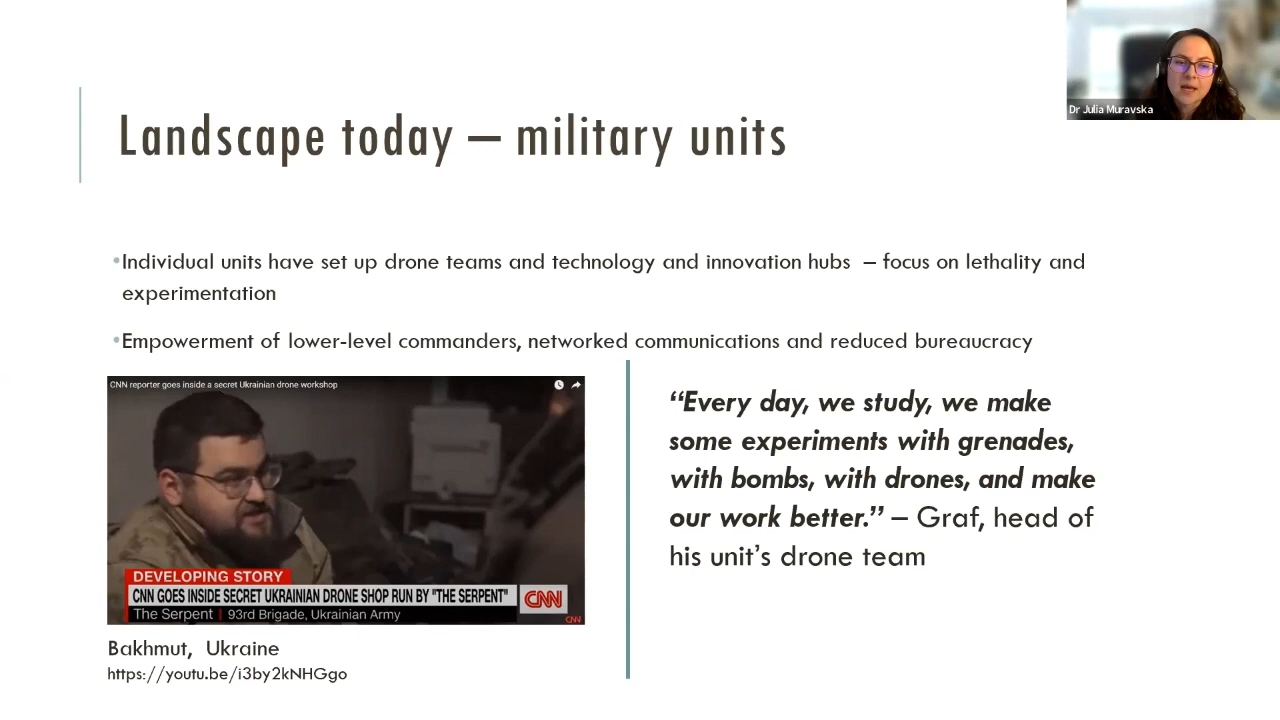 Dr Julia Muravska
Landscape today – military units
•Individual units have set up drone teams and technology and innovation hubs – focus on lethality and
experimentation
•Empowerment of lower-level commanders, networked communications and reduced bureaucracy
CNN reporter goes inside a secret Ukrainian drone workshop
DEVELOPING STORY
CNN GOES INSIDE SECRET UKRAINIAN DRONE SHOP RUN BY "THE SERPENT"
CNN
The Serpent | 93rd Brigade, Ukrainian Army
CNN
Bakhmut, Ukraine
https://youtu.be/i3by2kNHGgo
“Every day, we study, we make
some experiments with grenades,
with bombs, with drones, and make
our work better.” – Graf, head of
his unit’s drone team